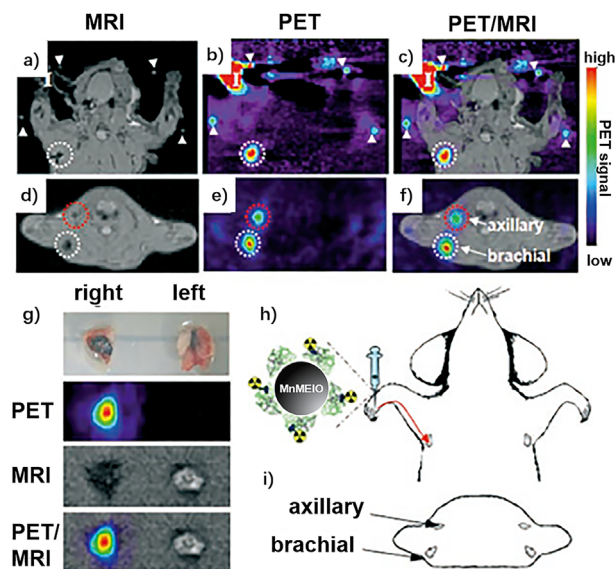 MRI PET PET/MRI
a) b) c)
I I I
high
PET signal
low
d) e) f)
axillary
brachial
right left
g) h)
MnMEIO
PET
MRI
PET/
MRI
i)
axillary
brachial